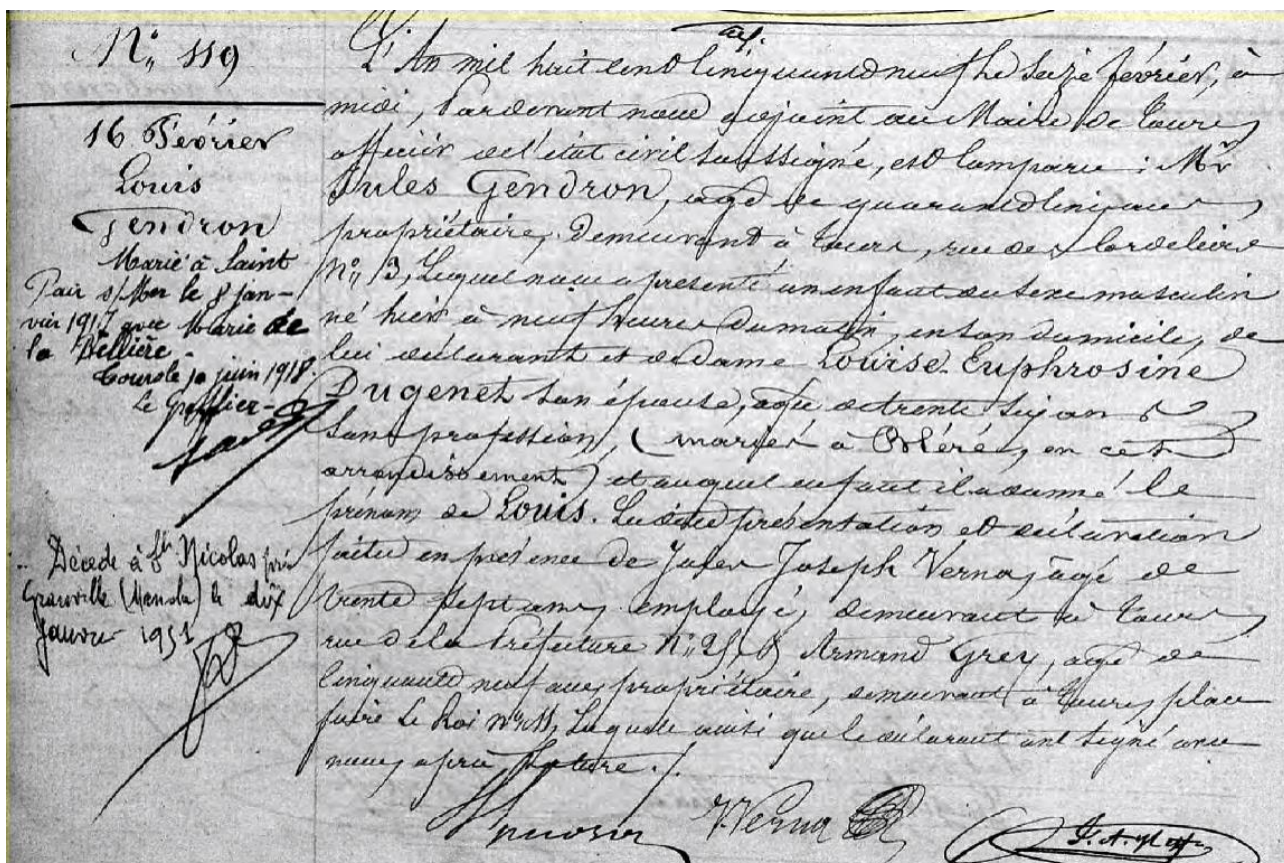 N° 119
16 Février
Louis
Gendron
Marié à Saint
Pair s/Mer le 8 jan-
vier 1917 avec Marie de
la Bellière -
Tours le 10 juin 1918.
Le Greffier -
Décédé à St Nicolas près
Granville (Manche) le dix
Janvier 1951
L'An mil huit cent cinquante neuf le seize février, à
midi, Pardevant nous adjoint au Maire de Tours,
officier de l'état civil soussigné, est comparu : Mr
Jules Gendron, âgé de quarante cinq ans,
propriétaire, demeurant à Tours, rue des Cordeliers
N° 13, Lequel nous a présenté un enfant du sexe masculin
né hier à neuf heures du matin, en son domicile, de
lui déclarant et de dame Louise Euphrosine
Dugenet son épouse, âgée de trente six ans
sans profession, (mariés à Bléré, en cet
arrondissement) et auquel enfant il a donné le
prénom de Louis. Les dites présentation et déclaration
faites en présence de Jules Joseph Verna, âgé de
trente sept ans, employé, demeurant à Tours,
rue de la Préfecture N° 25, & Armand Grey, âgé de
cinquante neuf ans, propriétaire, demeurant à Tours, place
foire le Roi n° 11, Lesquels ainsi que le déclarant ont signé avec
nous, après Lecture ./.
J. Verna